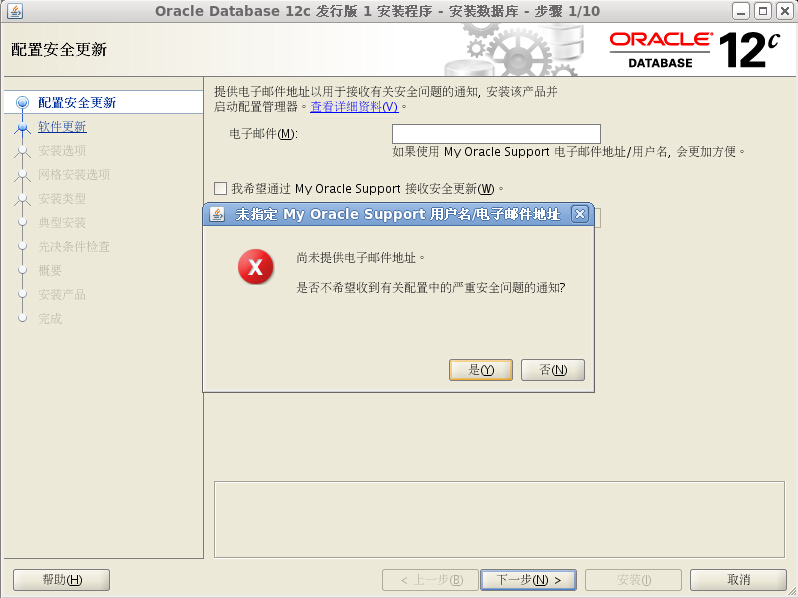 Oracle Database 12c 发行版 1 安装程序 - 安装数据库 - 步骤 1/10
配置安全更新
ORACLE®
DATABASE
12c
配置安全更新
软件更新
安装选项
网格安装选项
安装类型
典型安装
先决条件检查
概要
安装产品
完成
提供电子邮件地址以用于接收有关安全问题的通知, 安装该产品并
启动配置管理器。查看详细资料(V)。
电子邮件(M):
如果使用 My Oracle Support 电子邮件地址/用户名, 会更加方便。
我希望通过 My Oracle Support 接收安全更新(W)。
未指定 My Oracle Support 用户名/电子邮件地址
尚未提供电子邮件地址。
是否不希望收到有关配置中的严重安全问题的通知?
是(Y)
否(N)
帮助(H)
< 上一步(B)
下一步(N) >
安装(I)
取消